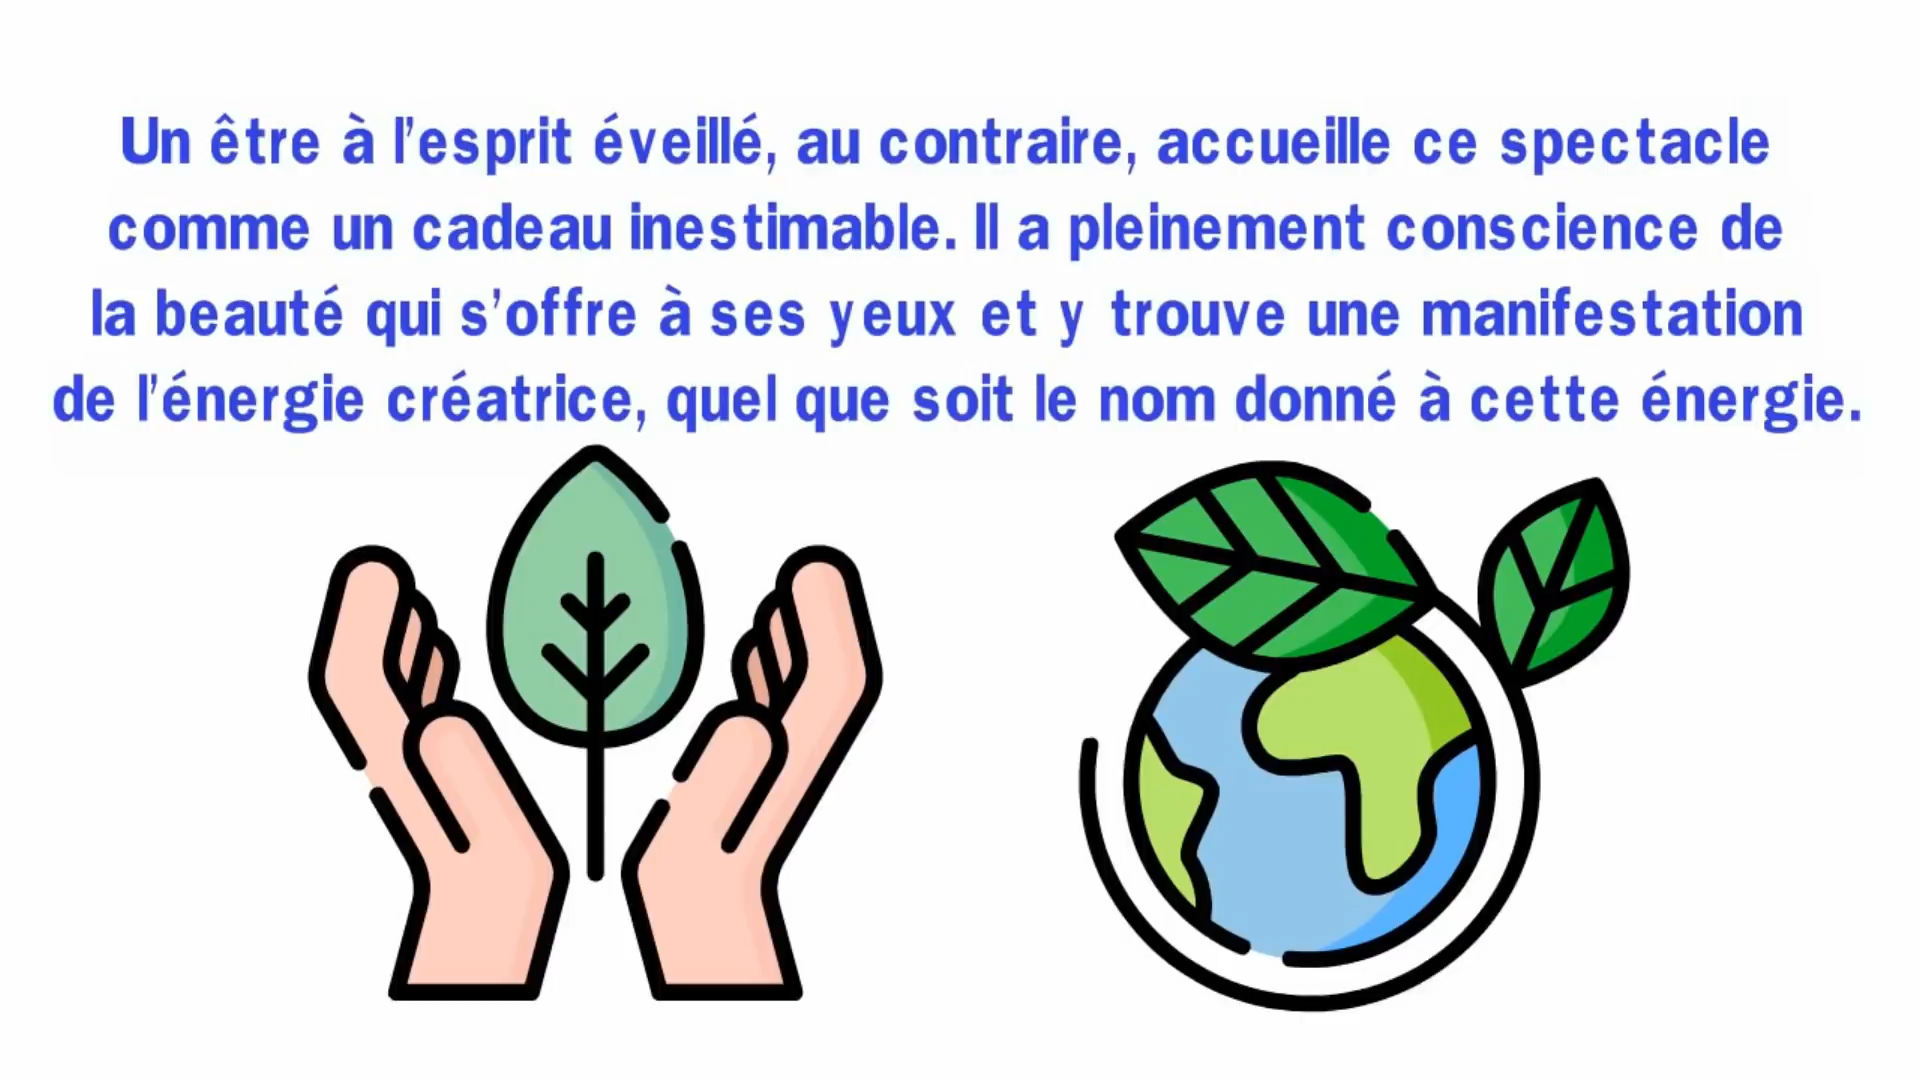 Un être à l'esprit éveillé, au contraire, accueille ce spectacle
comme un cadeau inestimable. Il a pleinement conscience de
la beauté qui s'offre à ses yeux et y trouve une manifestation
de l'énergie créatrice, quel que soit le nom donné à cette énergie.